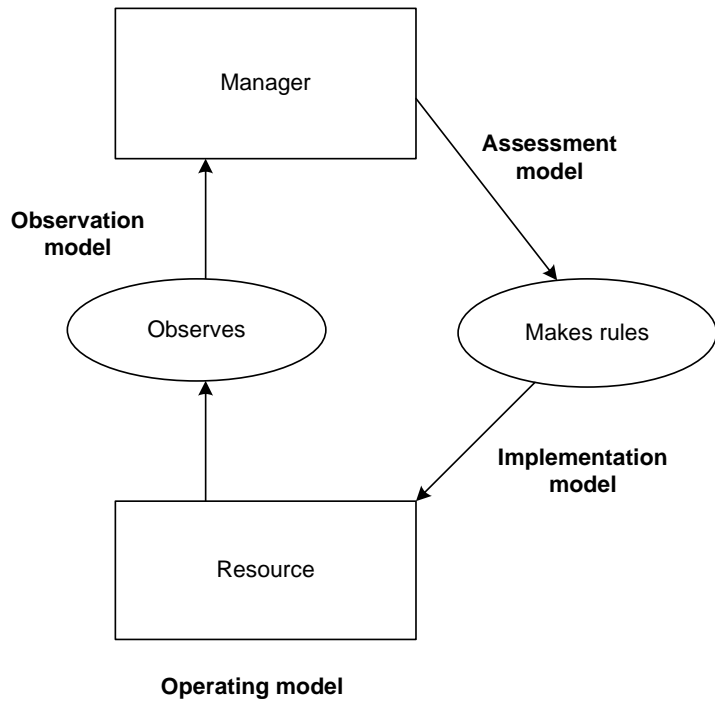 Manager
Assessment
model
Observation
model
Observes
Makes rules
Implementation
model
Resource
Operating model